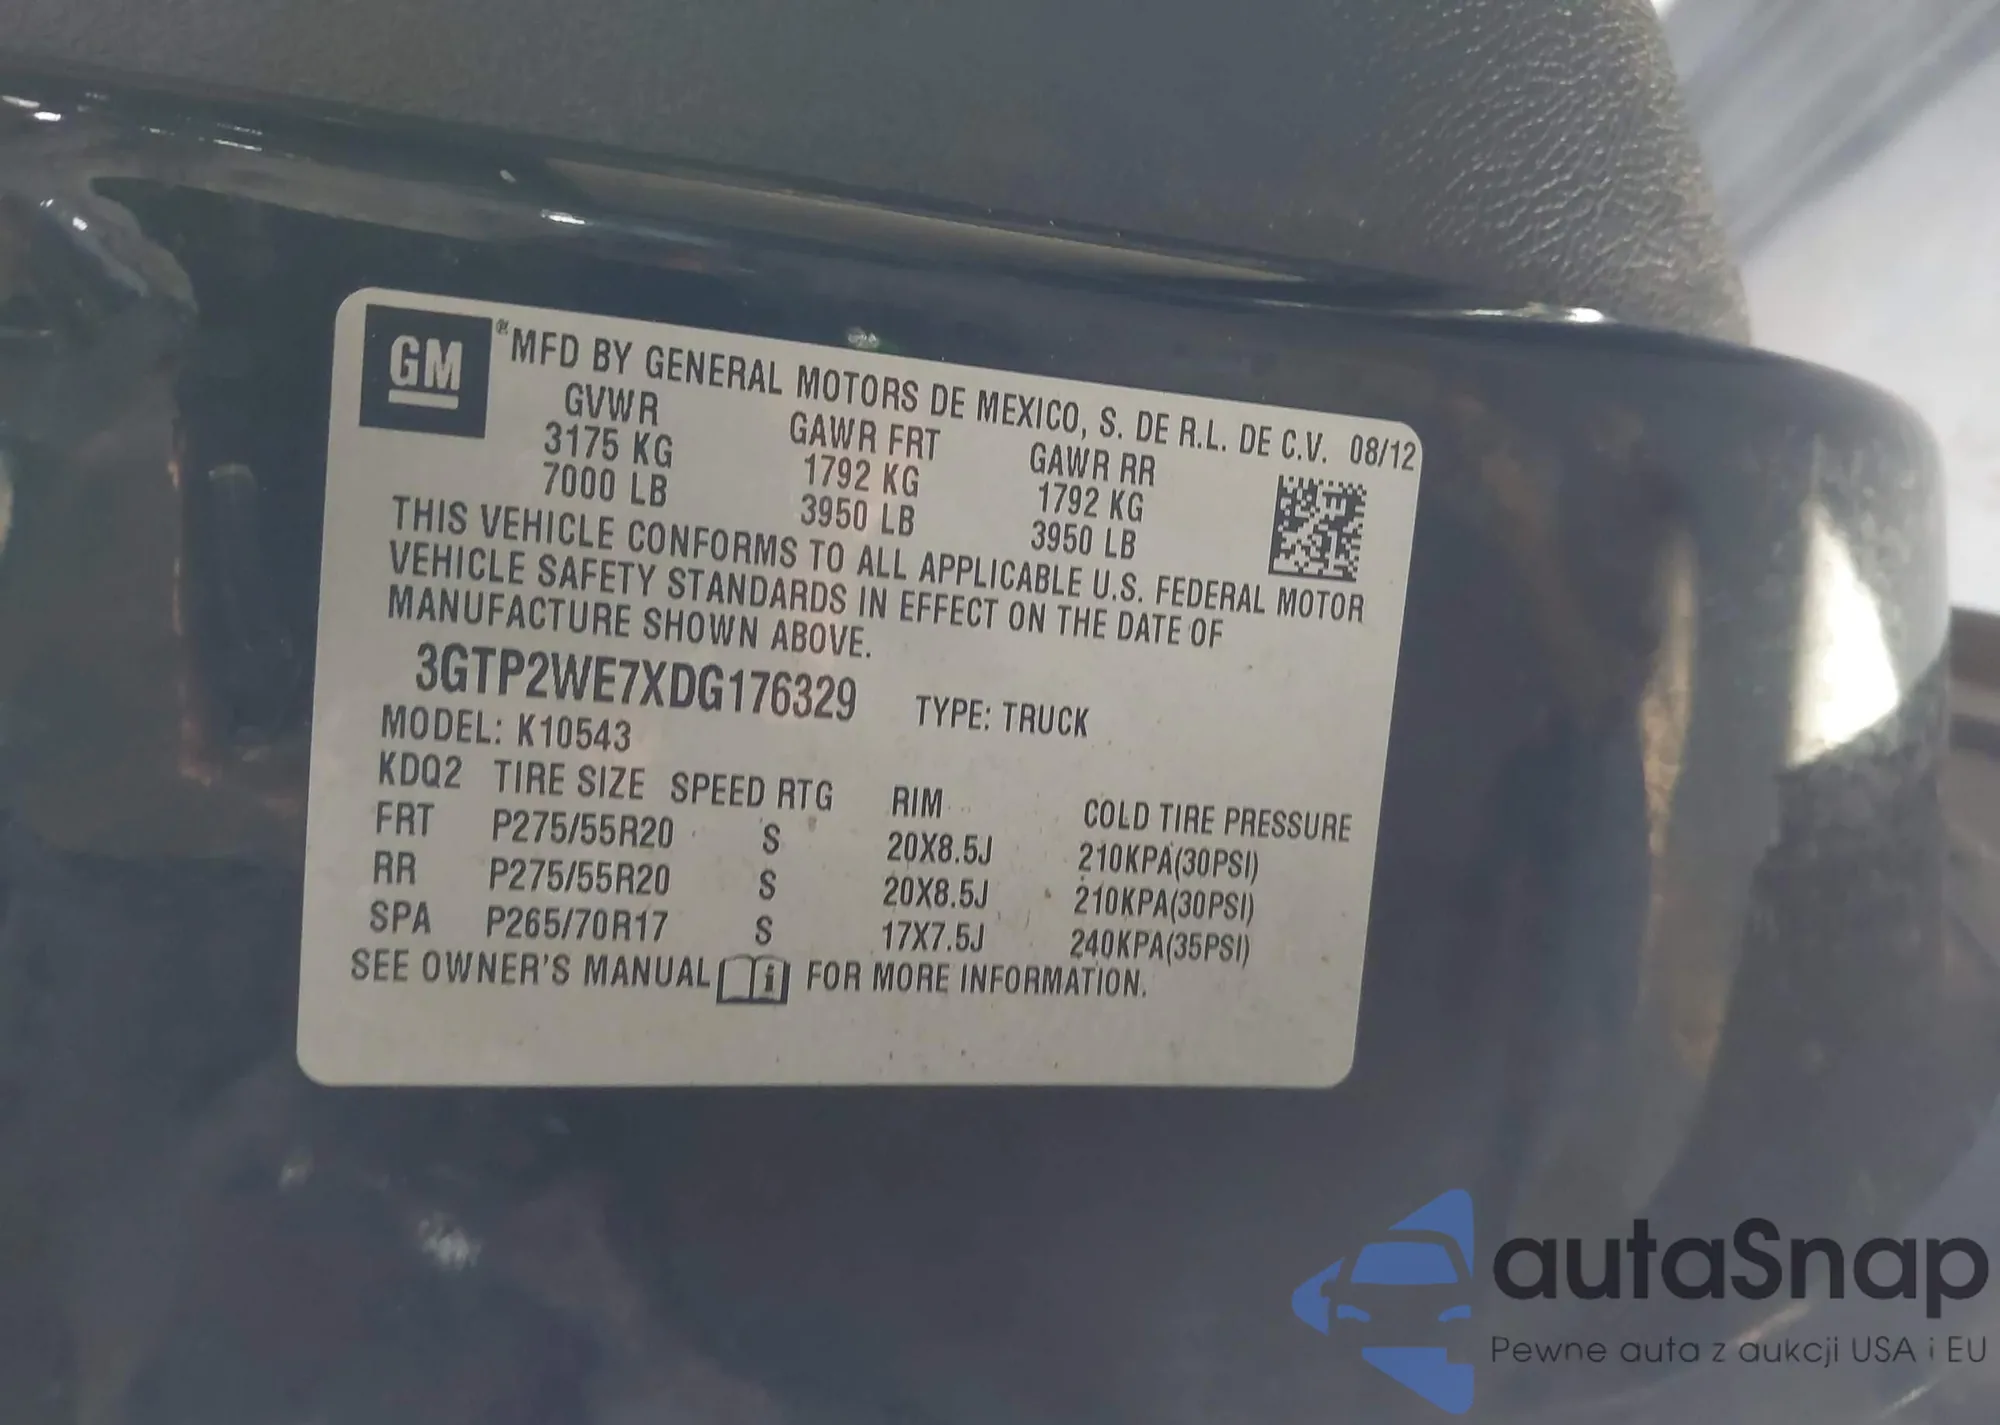 GM
®MFD BY GENERAL MOTORS DE MEXICO, S. DE R.L. DE C.V. 08/12
GVWR GAWR FRT GAWR RR
3175 KG 1792 KG 1792 KG
7000 LB 3950 LB 3950 LB
THIS VEHICLE CONFORMS TO ALL APPLICABLE U.S. FEDERAL MOTOR
VEHICLE SAFETY STANDARDS IN EFFECT ON THE DATE OF
MANUFACTURE SHOWN ABOVE.
3GTP2WE7XDG176329 TYPE: TRUCK
MODEL: K10543
KDQ2 TIRE SIZE SPEED RTG RIM COLD TIRE PRESSURE
FRT P275/55R20 S 20X8.5J 210KPA(30PSI)
RR P275/55R20 S 20X8.5J 210KPA(30PSI)
SPA P265/70R17 S 17X7.5J 240KPA(35PSI)
SEE OWNER'S MANUAL i FOR MORE INFORMATION.
autaSnap
Pewne auta z aukcji USA i EU